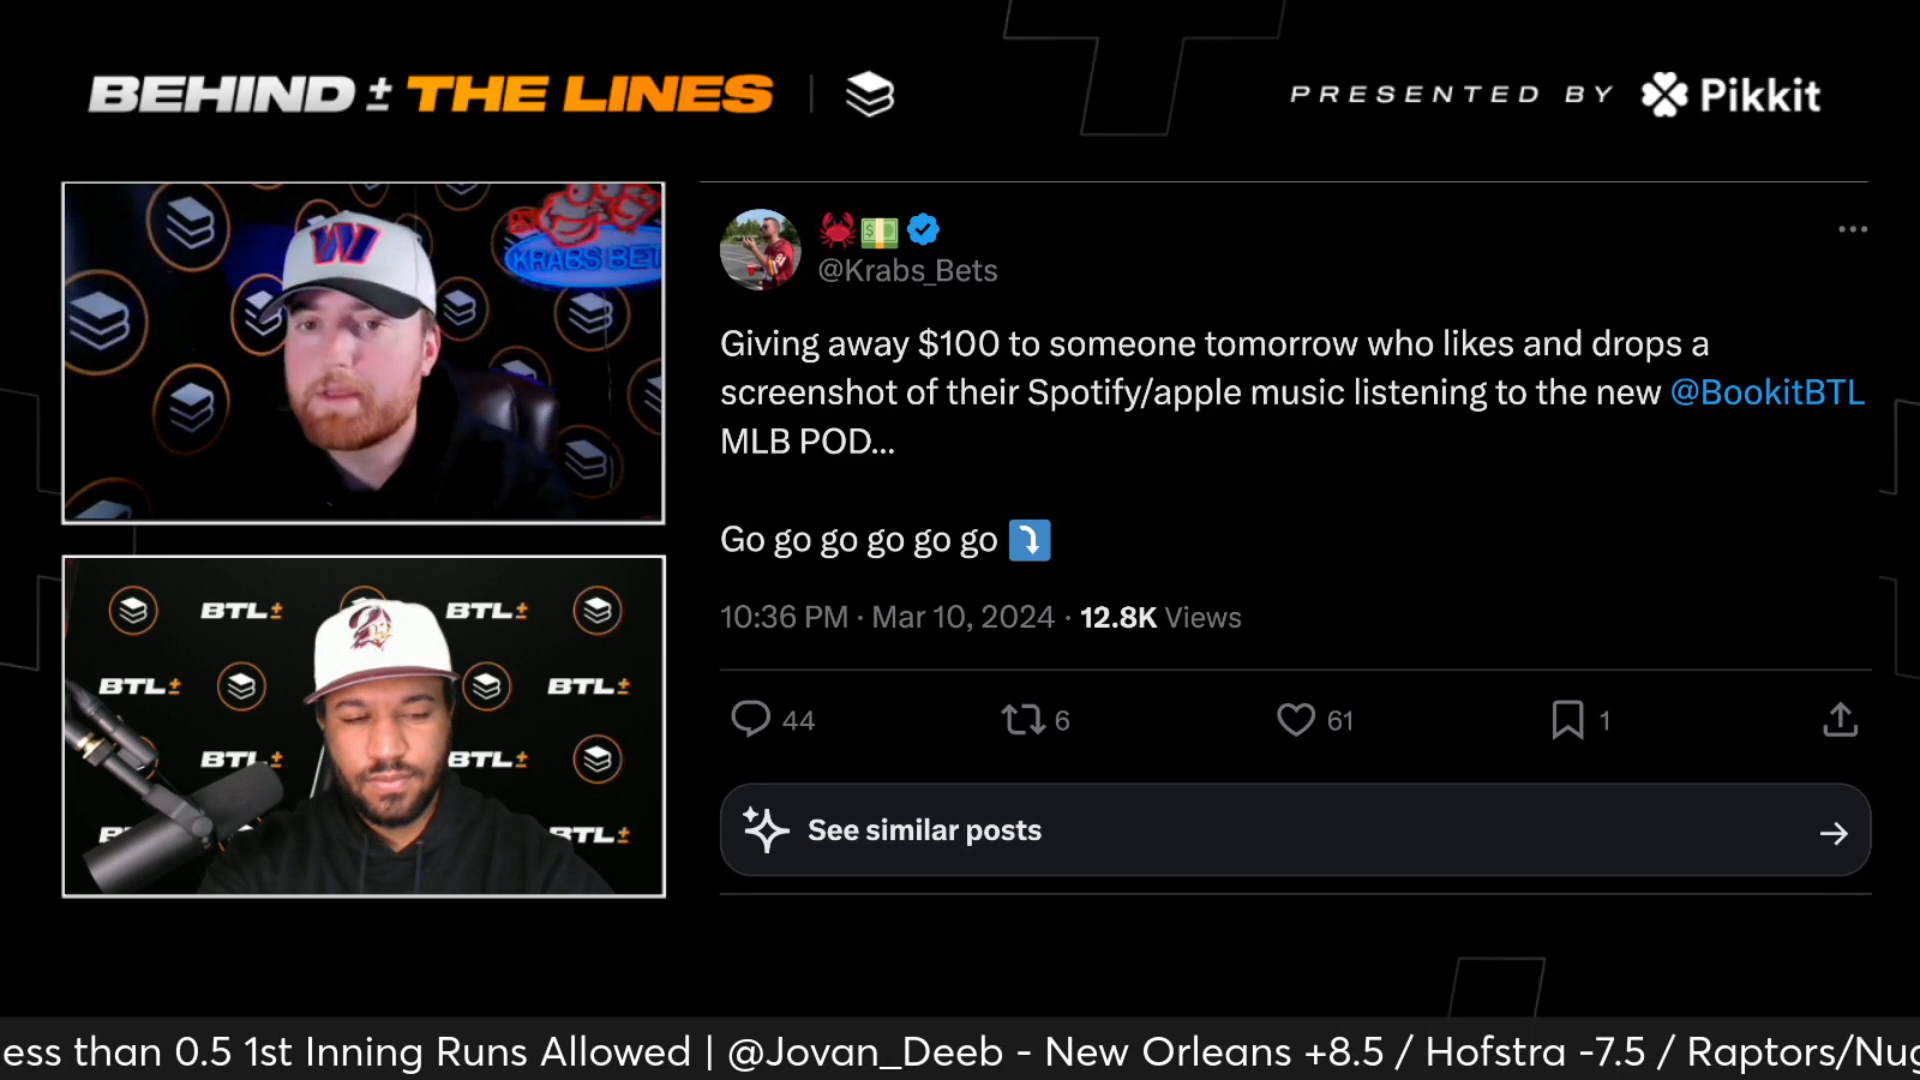 BEHIND ± THE LINES
PRESENTED BY Pikkit
W
KRABS BET
@Krabs_Bets
Giving away $100 to someone tomorrow who likes and drops a
screenshot of their Spotify/apple music listening to the new @BookitBTL
MLB POD...
Go go go go go go ⤵️
10:36 PM · Mar 10, 2024 · 12.8K Views
44 6 61 1
See similar posts
BTL± BTL±
BTL± BTL±
BTL± BTL±
BTL±
ess than 0.5 1st Inning Runs Allowed | @Jovan_Deeb - New Orleans +8.5 / Hofstra -7.5 / Raptors/Nug